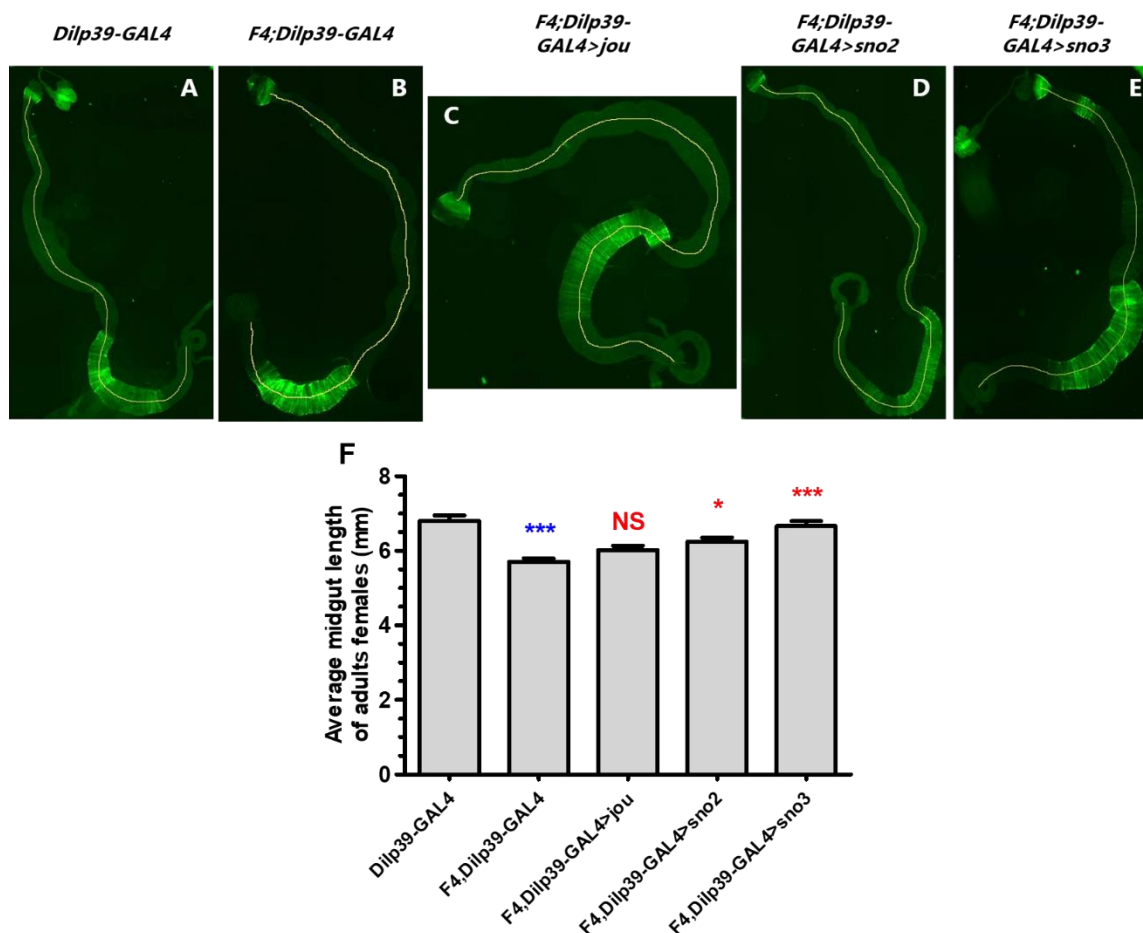 Dilp39-GAL4
F4;Dilp39-GAL4
F4;Dilp39-
GAL4>jou
F4;Dilp39-
GAL4>sno2
F4;Dilp39-
GAL4>sno3
A
B
C
D
E
F
Average midgut length
of adults females (mm)
8
6
4
2
0
***
NS
*
***
Dilp39-GAL4
F4,Dilp39-GAL4
F4,Dilp39-GAL4>jou
F4,Dilp39-GAL4>sno2
F4,Dilp39-GAL4>sno3